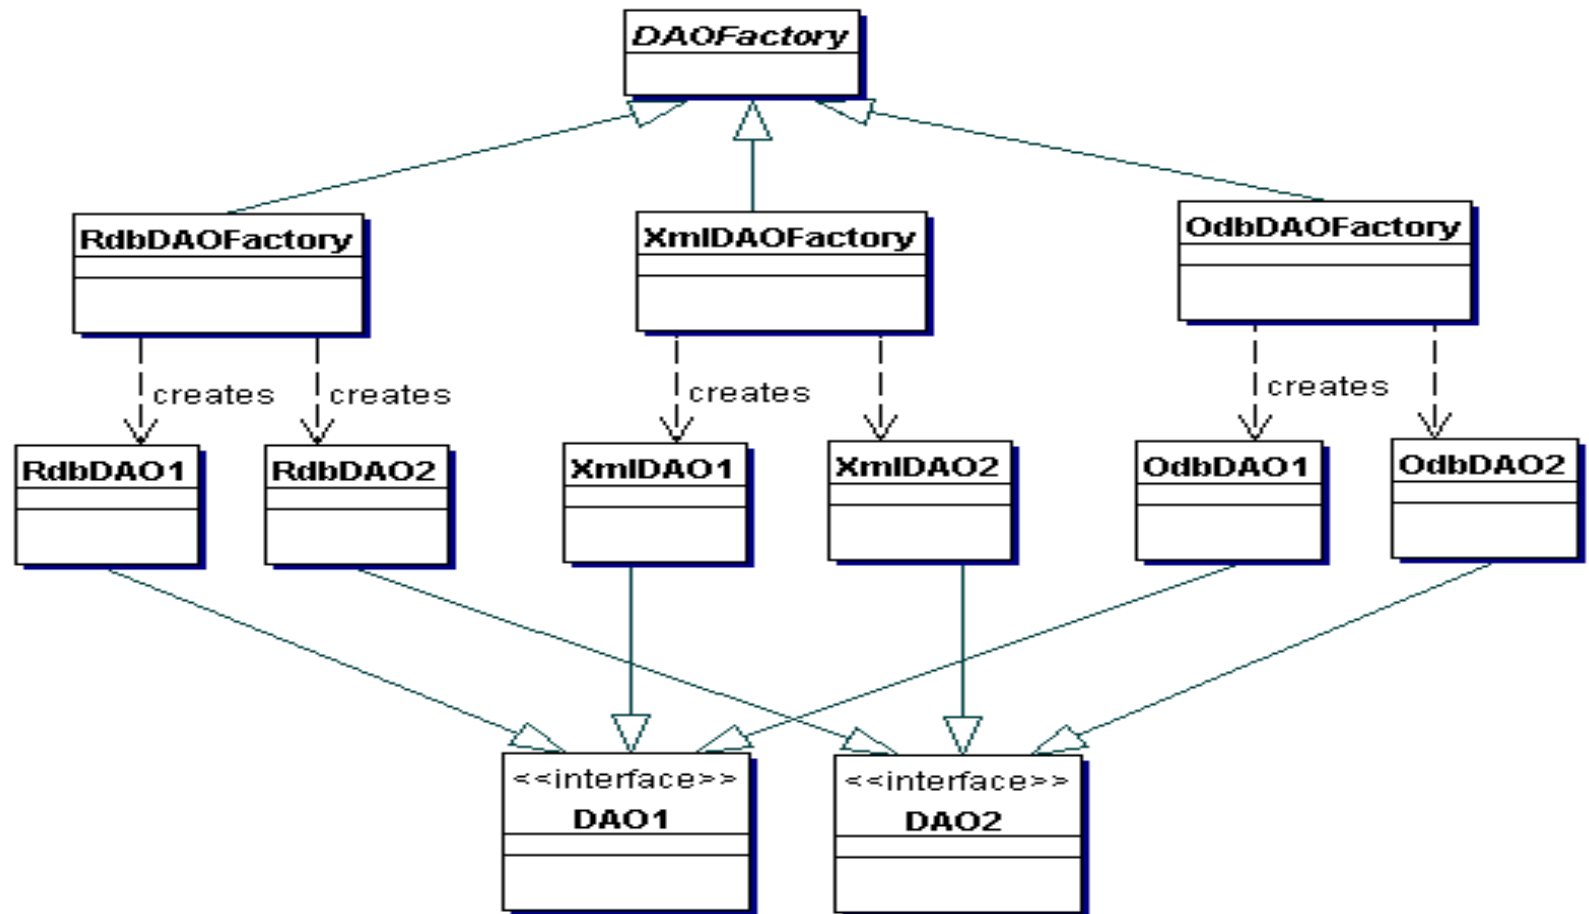 DAOFactory
RdbDAOFactory
XmlDAOFactory
OdbDAOFactory
creates
creates
creates
creates
RdbDAO1
RdbDAO2
XmlDAO1
XmlDAO2
OdbDAO1
OdbDAO2
<<interface>>
DAO1
<<interface>>
DAO2